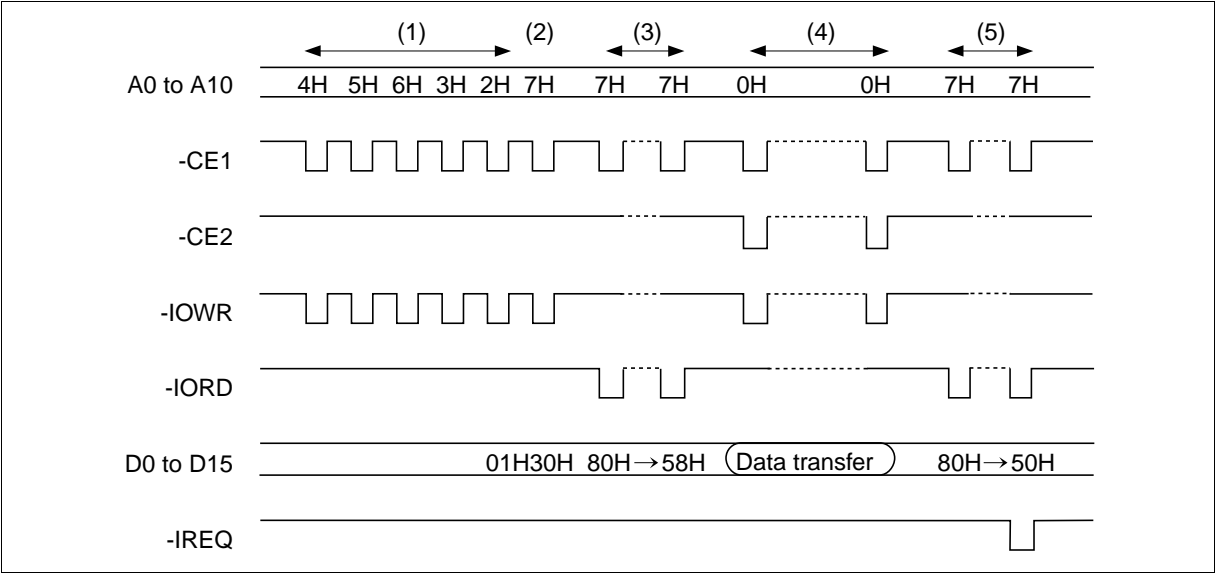 (1) (2) (3) (4) (5)
A0 to A10 4H 5H 6H 3H 2H 7H 7H 7H 0H 0H 7H 7H
-CE1
-CE2
-IOWR
-IORD
D0 to D15 01H30H 80H→58H Data transfer 80H→50H
-IREQ